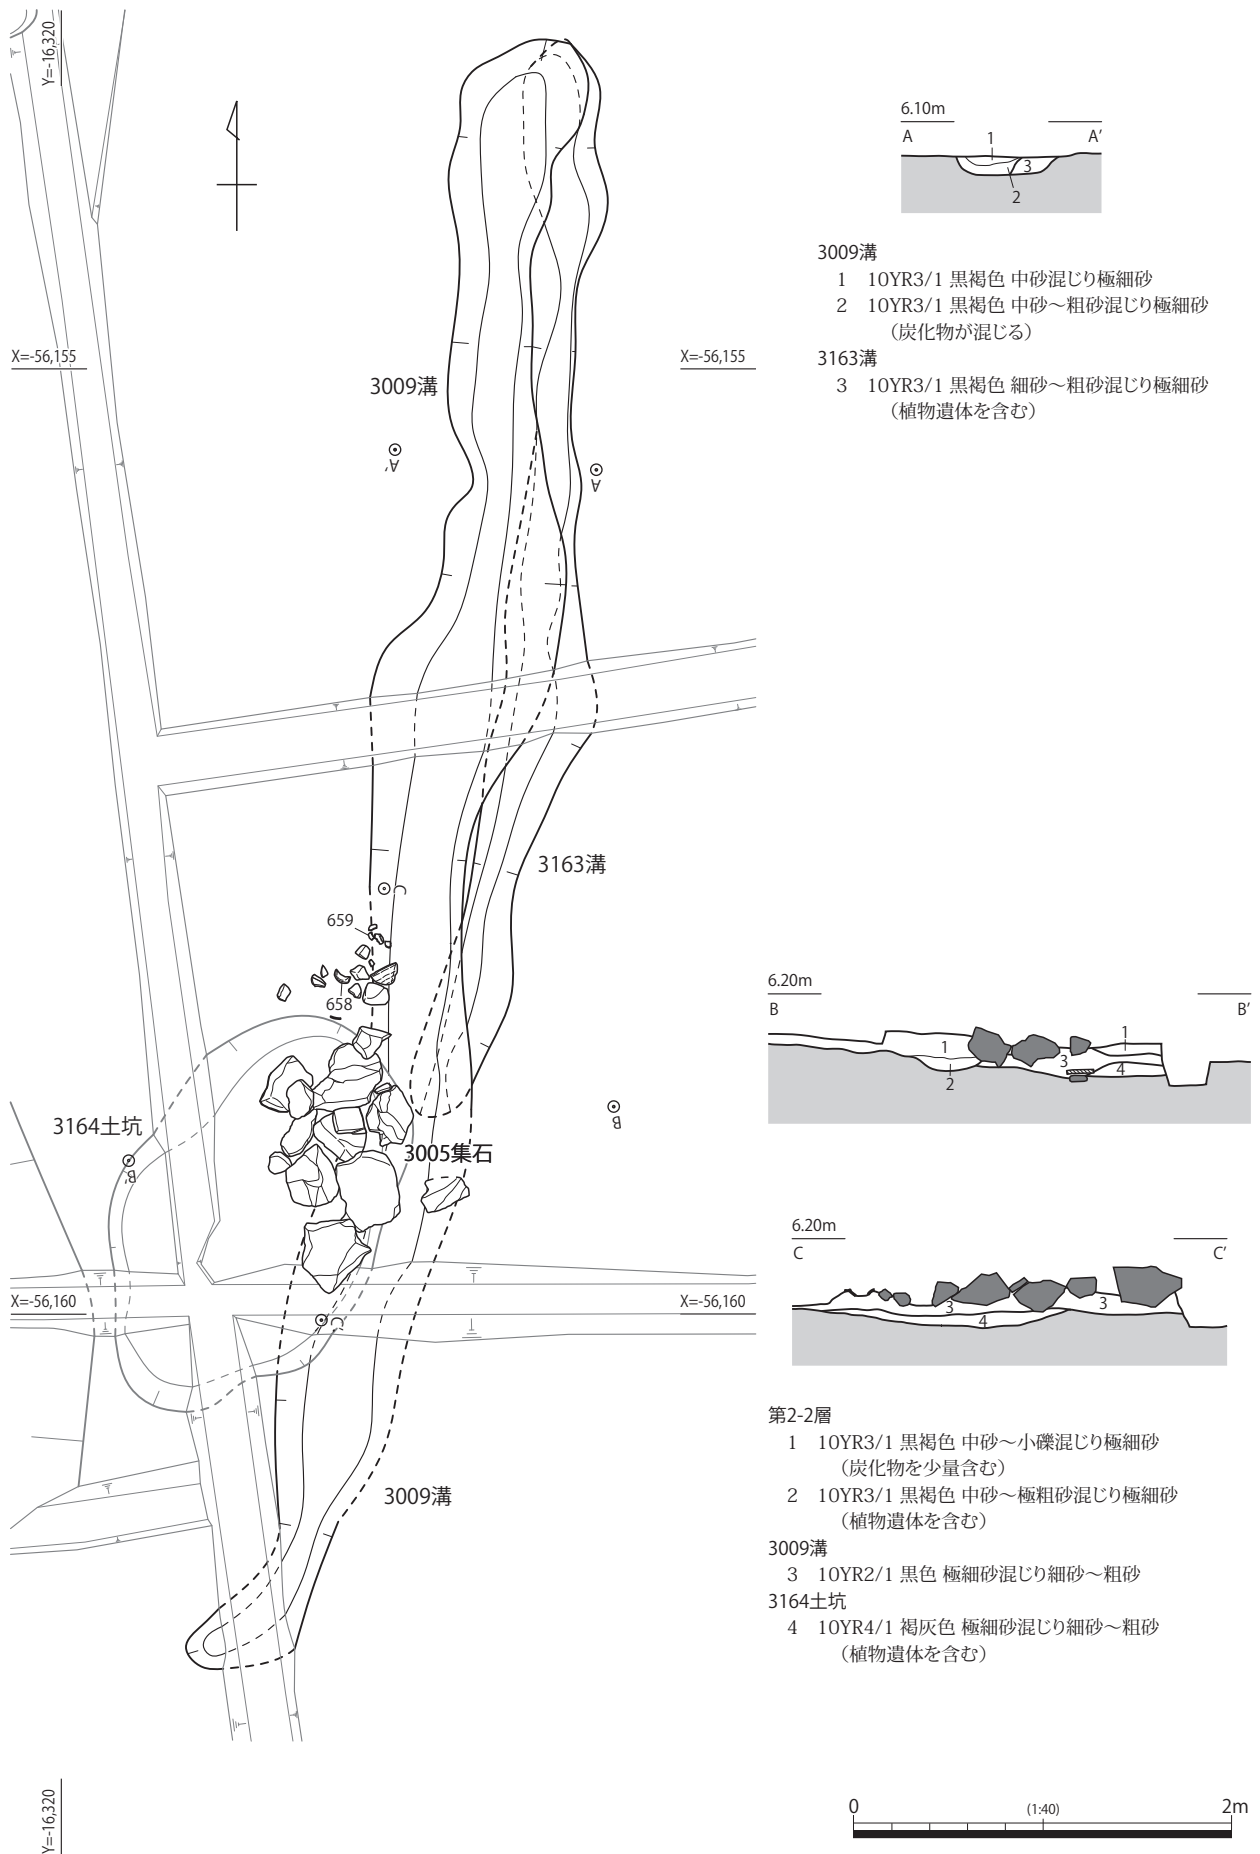 Y=-16,320
6.10m
A
A'
1
3
2
3009溝
1 10YR3/1 黒褐色 中砂混じり極細砂
2 10YR3/1 黒褐色 中砂〜粗砂混じり極細砂
（炭化物が混じる）
3163溝
3 10YR3/1 黒褐色 細砂〜粗砂混じり極細砂
（植物遺体を含む）
X=-56,155
X=-56,155
3009溝
A'
A
3163溝
C
659
658
3164土坑
B'
B
3005集石
X=-56,160
X=-56,160
C'
3009溝
6.20m
B
B'
1
1
3
4
2
6.20m
C
C'
3
3
4
第2-2層
1 10YR3/1 黒褐色 中砂〜小礫混じり極細砂
（炭化物を少量含む）
2 10YR3/1 黒褐色 中砂〜極粗砂混じり極細砂
（植物遺体を含む）
3009溝
3 10YR2/1 黒色 極細砂混じり細砂〜粗砂
3164土坑
4 10YR4/1 褐灰色 極細砂混じり細砂〜粗砂
（植物遺体を含む）
Y=-16,320
0
(1:40)
2m